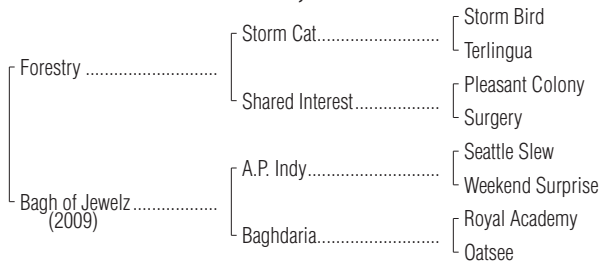 Storm Bird
Storm Cat................................
Terlingua
Forestry ..................................
Pleasant Colony
Shared Interest......................
Surgery
Seattle Slew
A.P. Indy..................................
Weekend Surprise
Bagh of Jewelz......................
(2009)
Royal Academy
Baghdaria................................
Oatsee